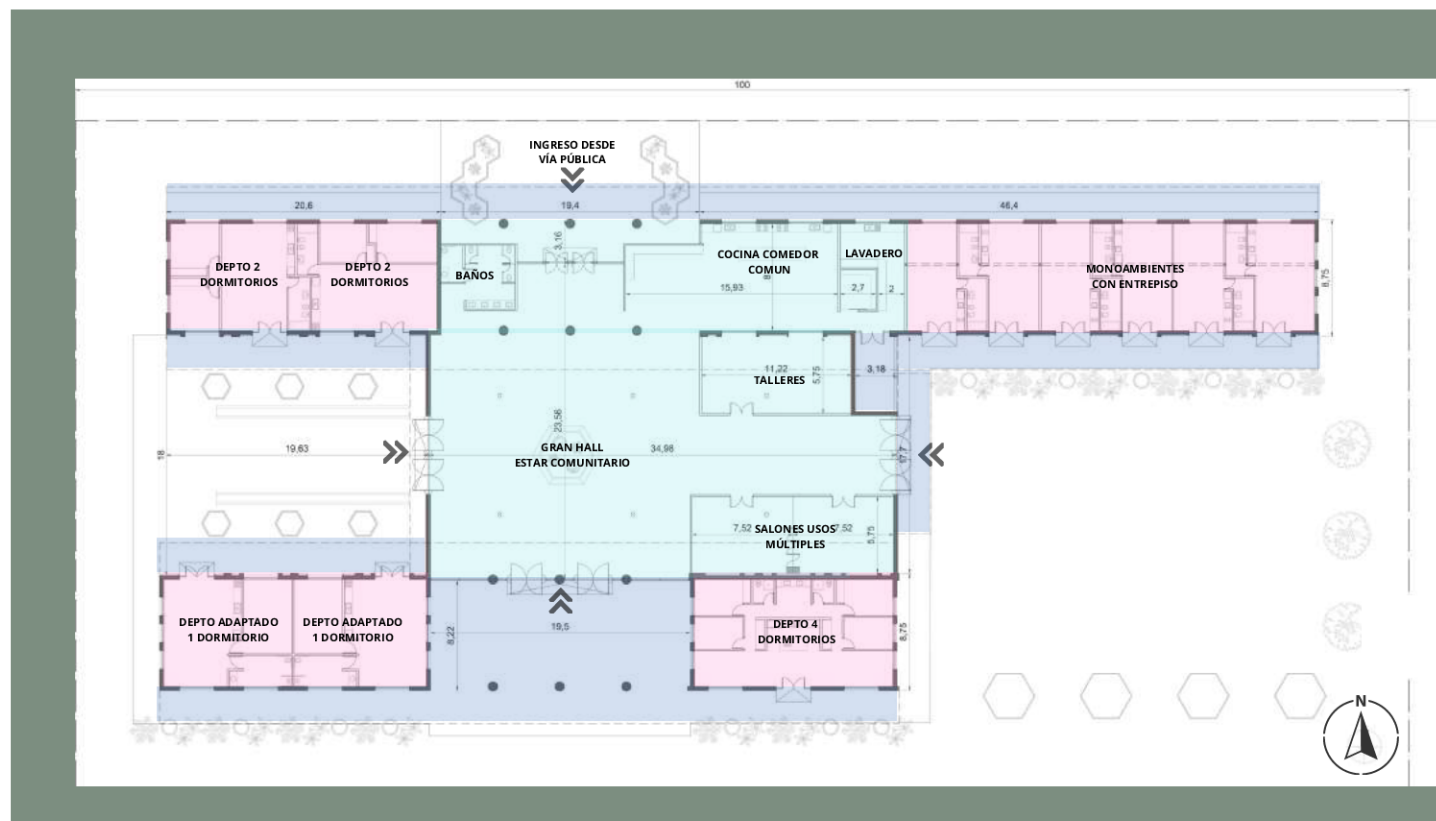 100
INGRESO DESDE
VÍA PÚBLICA
20,6
19,4
46,4
3,16
DEPTO 2
DORMITORIOS
DEPTO 2
DORMITORIOS
BAÑOS
COCINA COMEDOR
COMUN
8
15,93
LAVADERO
2,7
2
MONOAMBIENTES
CON ENTREPISO
8,75
11,22
TALLERES
5,75
3,18
23,56
18
19,63
GRAN HALL
ESTAR COMUNITARIO
34,98
17,7
7,52
SALONES USOS
MÚLTIPLES
7,52
5,75
DEPTO ADAPTADO
1 DORMITORIO
DEPTO ADAPTADO
1 DORMITORIO
8,22
19,5
DEPTO 4
DORMITORIOS
8,75
N